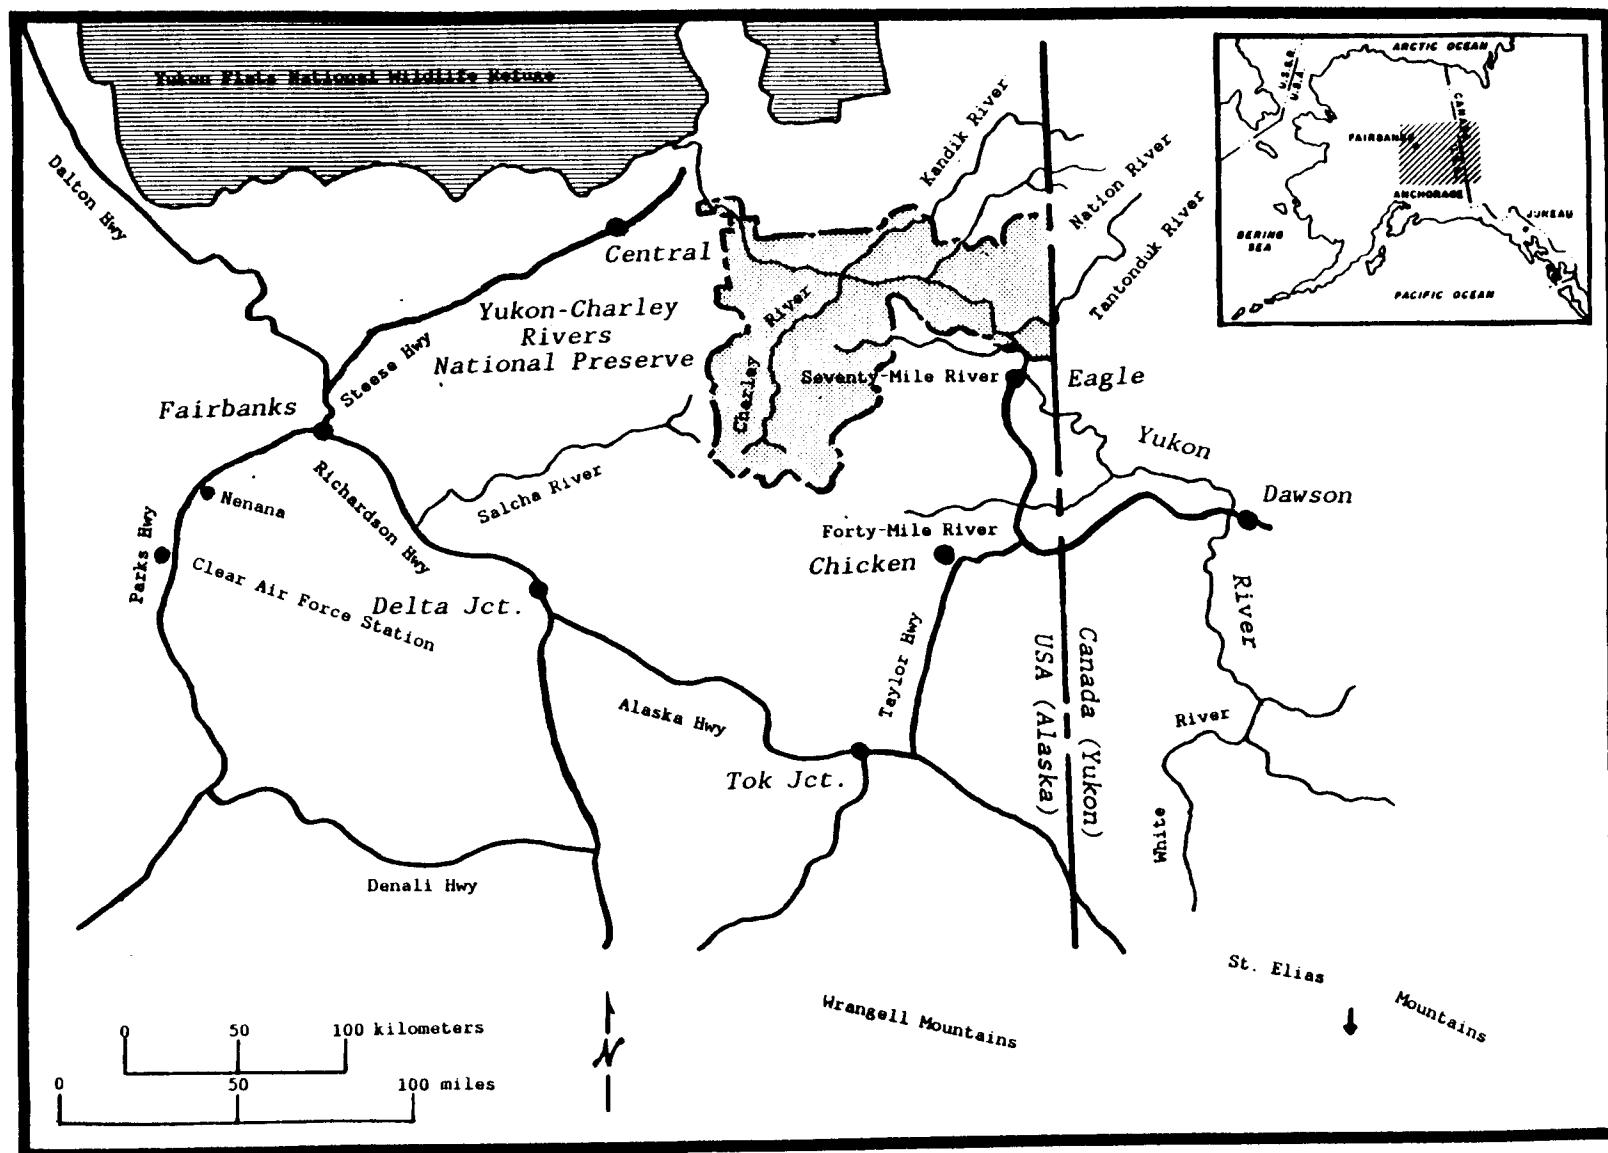 Yukon Flats National Wildlife Refuge
Dalton Hwy
Kandik River
Nation River
Tantonduk River
Central
Yukon-Charley
Rivers
National Preserve
Steese Hwy
Charley River
Seventy-Mile River
Eagle
Fairbanks
Yukon
River
Dawson
Richardson Hwy
Salcha River
Nenana
Parks Hwy
Clear Air Force Station
Forty-Mile River
Chicken
Delta Jct.
Taylor Hwy
USA (Alaska)
Canada (Yukon)
Alaska Hwy
Tok Jct.
White River
Denali Hwy
St. Elias Mountains
Wrangell Mountains
0 50 100 kilometers
0 50 100 miles
N
ARCTIC OCEAN
U.S.S.R.
U.S.A.
FAIRBANKS
ANCHORAGE
JUNEAU
BERING
SEA
PACIFIC OCEAN